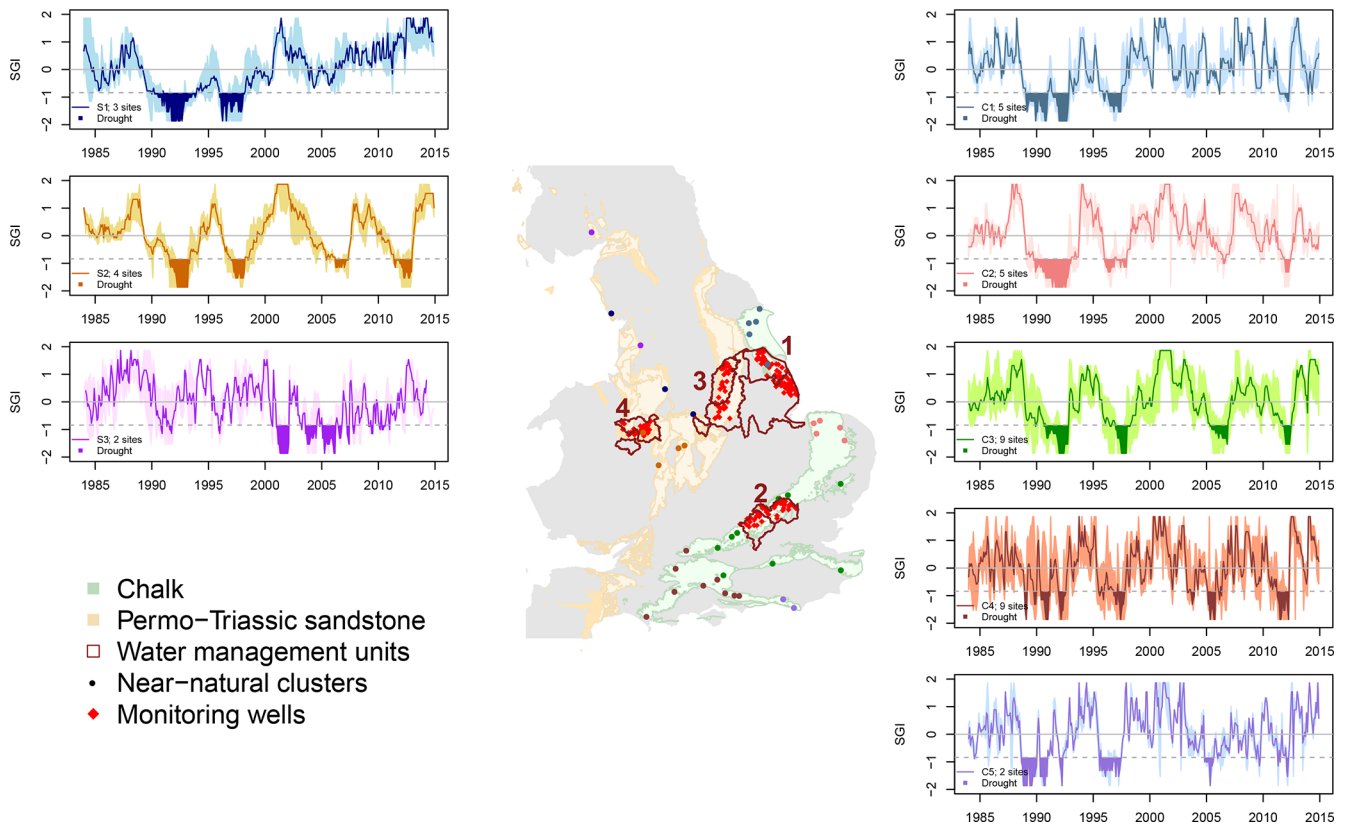 SGI
2
1
0
−1
−2
S1; 3 sites
Drought
1985 1990 1995 2000 2005 2010 2015
SGI
2
1
0
−1
−2
S2; 4 sites
Drought
1985 1990 1995 2000 2005 2010 2015
SGI
2
1
0
−1
−2
S3; 2 sites
Drought
1985 1990 1995 2000 2005 2010 2015
Chalk
Permo−Triassic sandstone
Water management units
Near−natural clusters
Monitoring wells
1
3
4
2
SGI
2
1
0
−1
−2
C1; 5 sites
Drought
1985 1990 1995 2000 2005 2010 2015
SGI
2
1
0
−1
−2
C2; 5 sites
Drought
1985 1990 1995 2000 2005 2010 2015
SGI
2
1
0
−1
−2
C3; 9 sites
Drought
1985 1990 1995 2000 2005 2010 2015
SGI
2
1
0
−1
−2
C4; 9 sites
Drought
1985 1990 1995 2000 2005 2010 2015
SGI
2
1
0
−1
−2
C5; 2 sites
Drought
1985 1990 1995 2000 2005 2010 2015